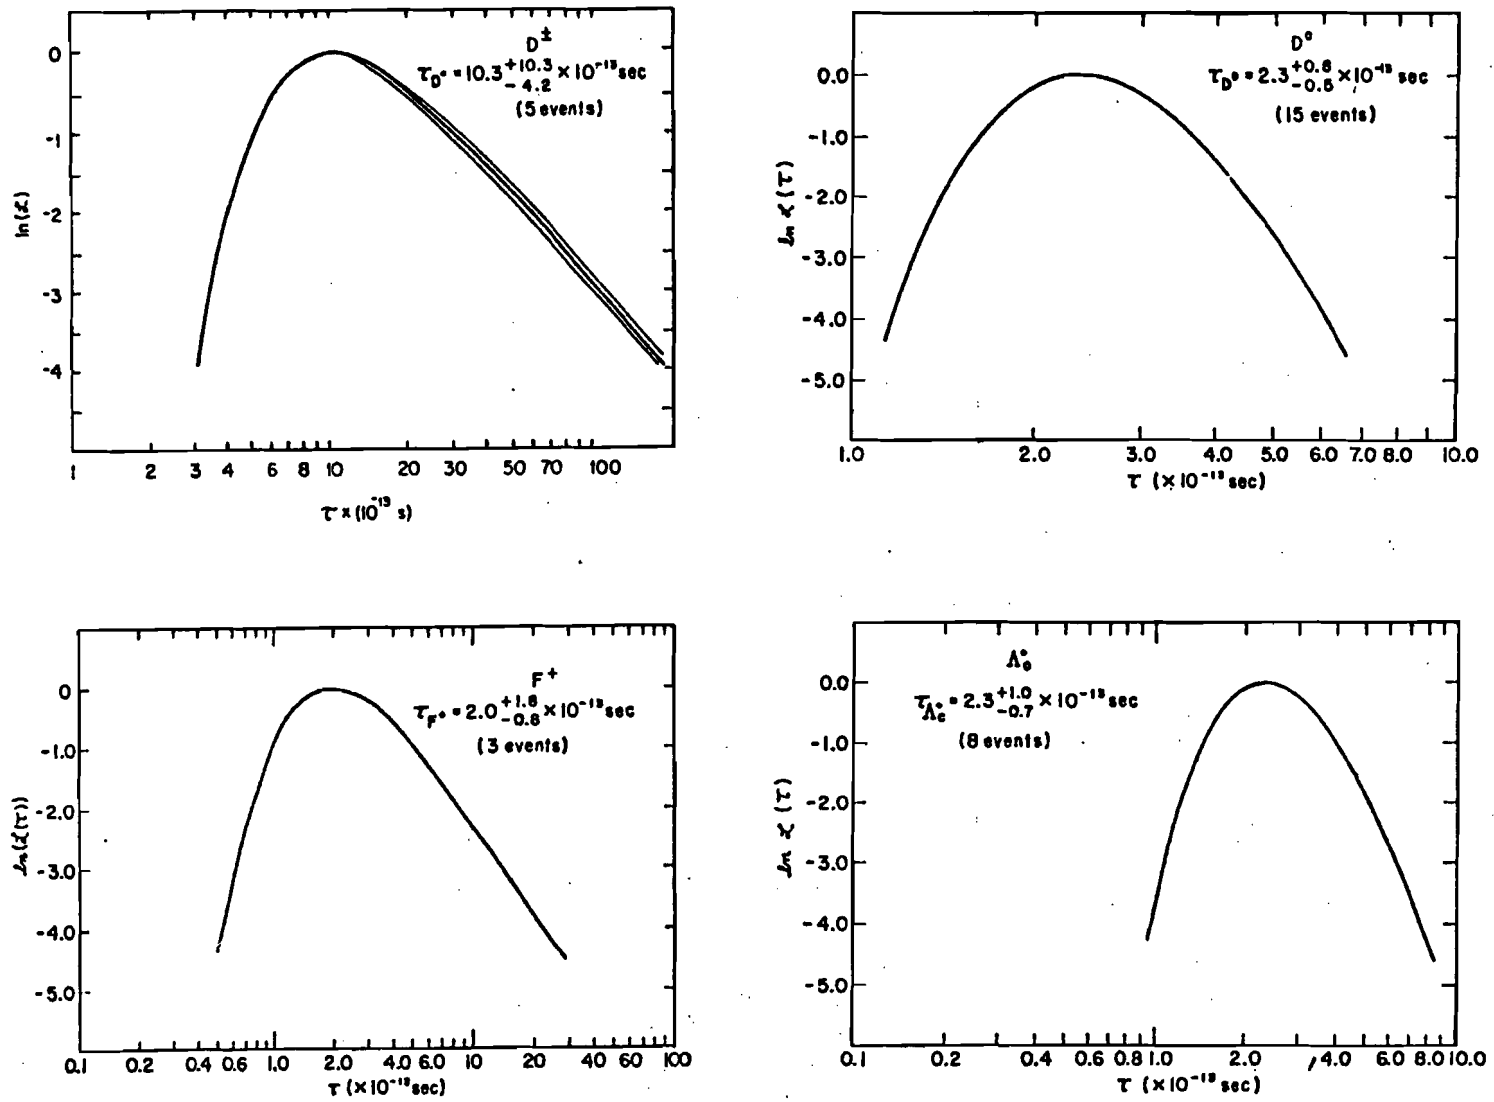 D±
τ_D• = 10.3 +10.3 −4.2 × 10⁻¹³ sec
(5 events)
ln(ℒ)
0
-1
-2
-3
-4
1 2 3 4 6 8 10 20 30 50 70 100
τ × (10⁻¹³ s)
D°
τ_D° = 2.3 +0.8 −0.5 × 10⁻¹³ sec
(15 events)
ln ℒ (τ)
0.0
-1.0
-2.0
-3.0
-4.0
-5.0
1.0 2.0 3.0 4.0 5.0 6.0 7.0 8.0 10.0
τ (×10⁻¹³ sec)
F⁺
τ_F• = 2.0 +1.8 −0.8 × 10⁻¹³ sec
(3 events)
ln(ℒ(τ))
0
-1.0
-2.0
-3.0
-4.0
-5.0
0.1 0.2 0.4 0.6 1.0 2.0 4.0 6.0 10 20 40 60 100
τ (×10⁻¹³ sec)
τ_Λc = 2.3 +1.0 −0.7 × 10⁻¹³ sec
(8 events)
ln ℒ (τ)
0.0
-1.0
-2.0
-3.0
-4.0
-5.0
0.1 0.2 0.4 0.6 0.8 1.0 2.0 4.0 6.0 8.0 10.0
τ (×10⁻¹³ sec)